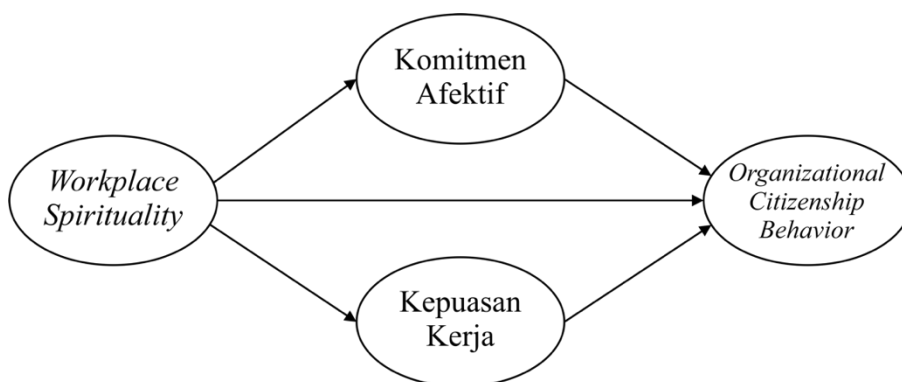 Komitmen
Afektif
Workplace
Spirituality
Organizational
Citizenship
Behavior
Kepuasan
Kerja